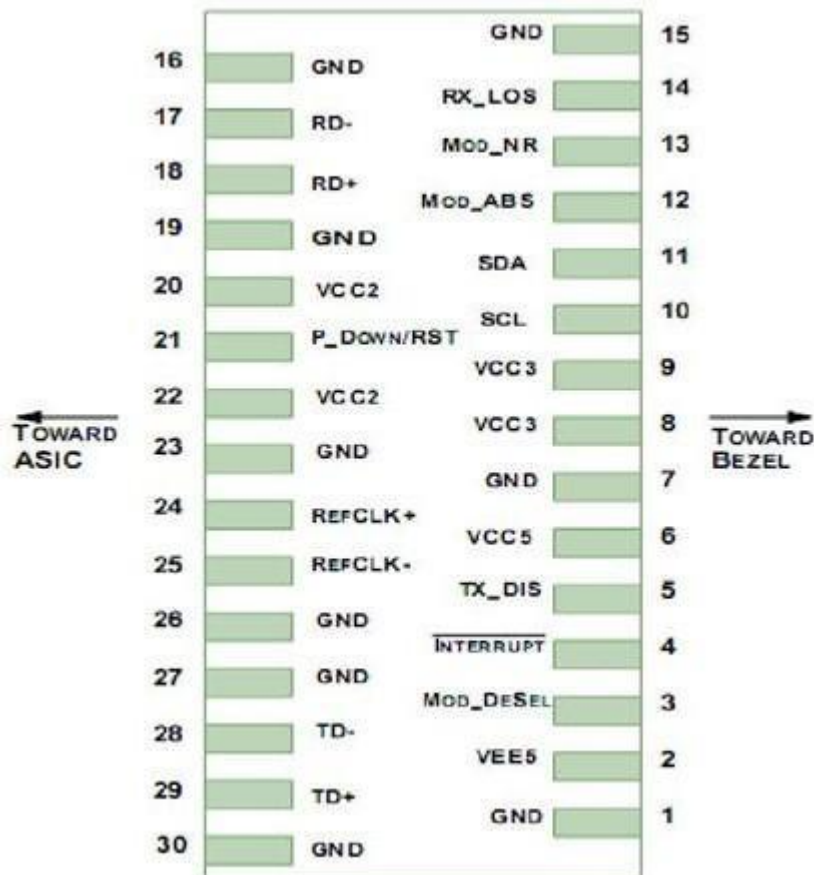 GND 15
16 GND
RX_LOS 14
17 RD-
MOD_NR 13
18 RD+
MOD_ABS 12
19 GND
SDA 11
20 VCC2
SCL 10
21 P_DOWN/RST
VCC3 9
22 VCC2
VCC3 8
TOWARD ASIC
TOWARD BEZEL
23 GND
GND 7
24 REFCLK+
VCC5 6
25 REFCLK-
TX_DIS 5
26 GND
INTERRUPT 4
27 GND
MOD_DESEL 3
28 TD-
VEE5 2
29 TD+
GND 1
30 GND